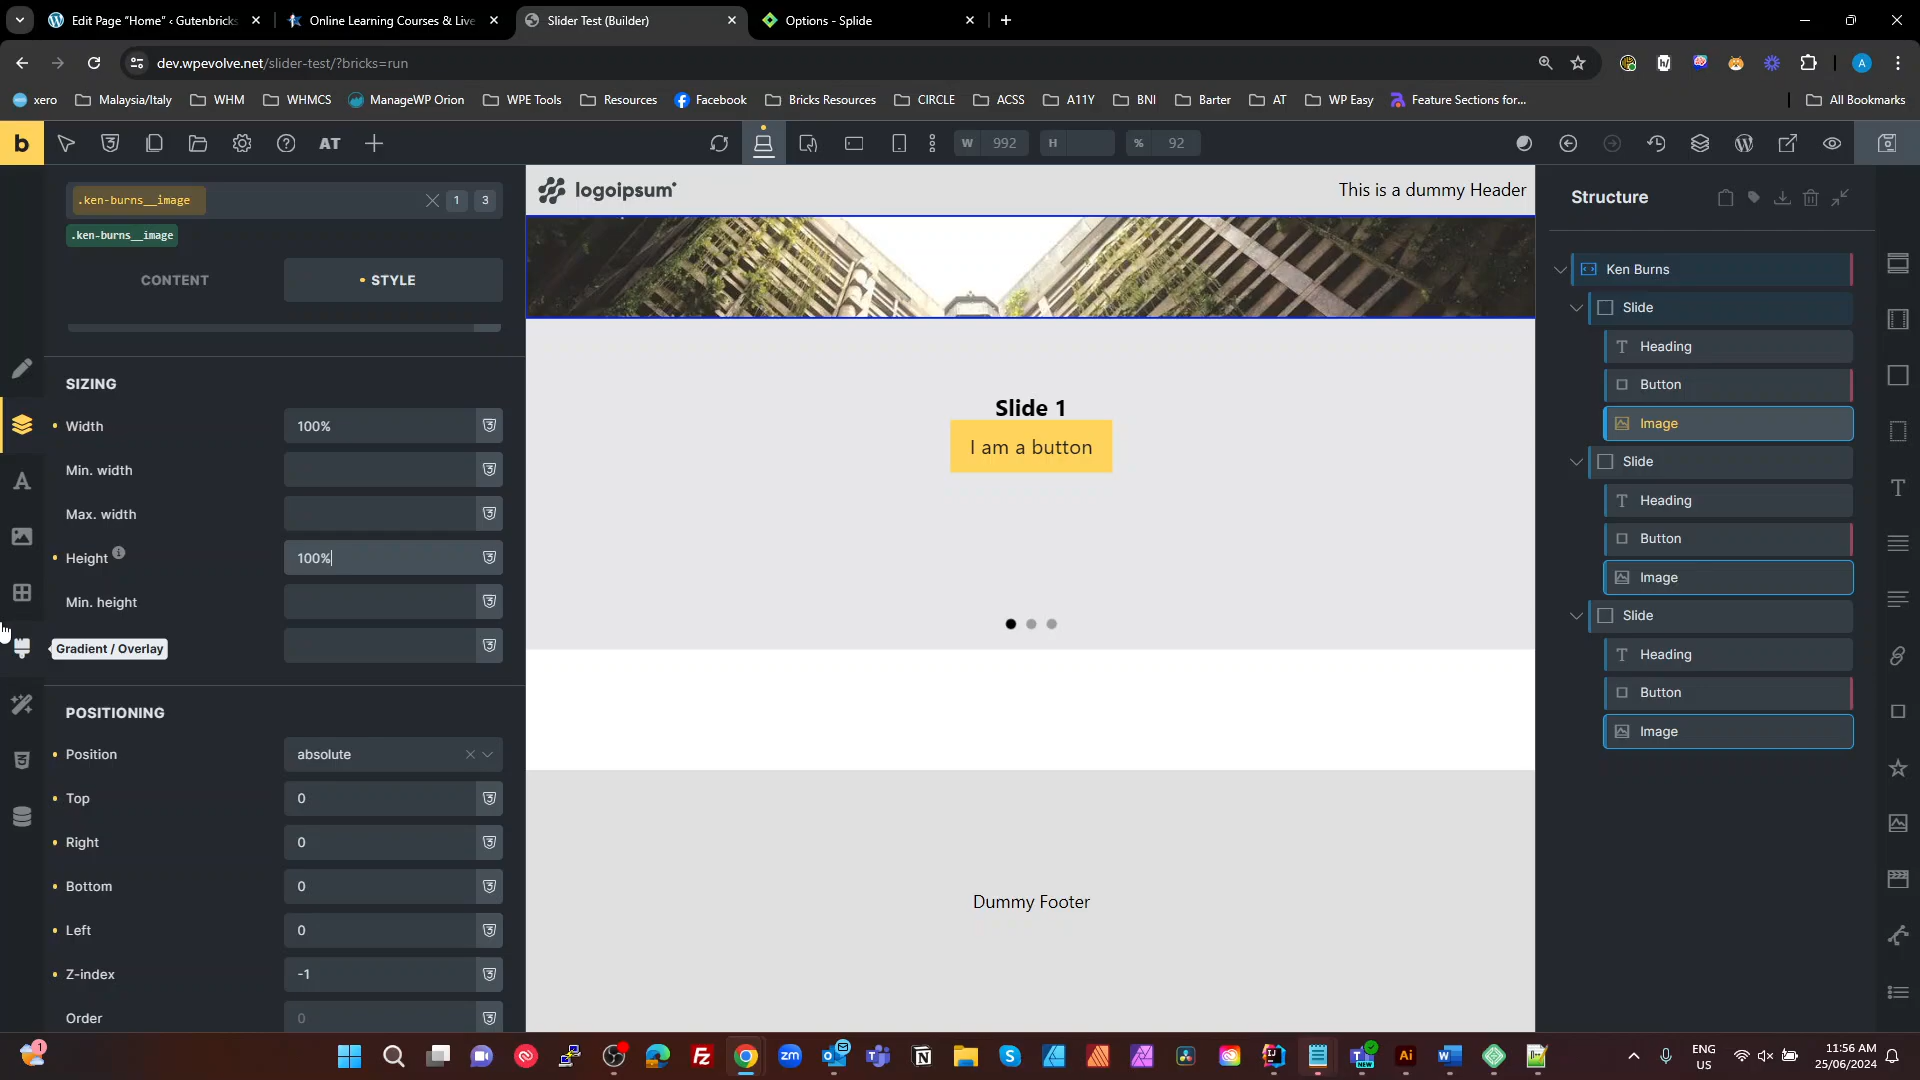 Edit Page "Home" ‹ Gutenbricks
Online Learning Courses & Live
Slider Test (Builder)
Options - Splide
dev.wpevolve.net/slider-test/?bricks=run
A
xero
Malaysia/Italy
WHM
WHMCS
ManageWP Orion
WPE Tools
Resources
Facebook
Bricks Resources
CIRCLE
ACSS
A11Y
BNI
Barter
AT
WP Easy
Feature Sections for...
All Bookmarks
b
AT
W 992
H
% 92
.ken-burns__image
1
3
.ken-burns__image
CONTENT
STYLE
SIZING
Width
100%
Min. width
Max. width
Height
100%
Min. height
Gradient / Overlay
POSITIONING
Position
absolute
Top
0
Right
0
Bottom
0
Left
0
Z-index
-1
Order
0
logoipsum
This is a dummy Header
Slide 1
I am a button
Dummy Footer
Structure
Ken Burns
Slide
Heading
Button
Image
Slide
Heading
Button
Image
Slide
Heading
Button
Image
1
ENG
US
11:56 AM
25/06/2024